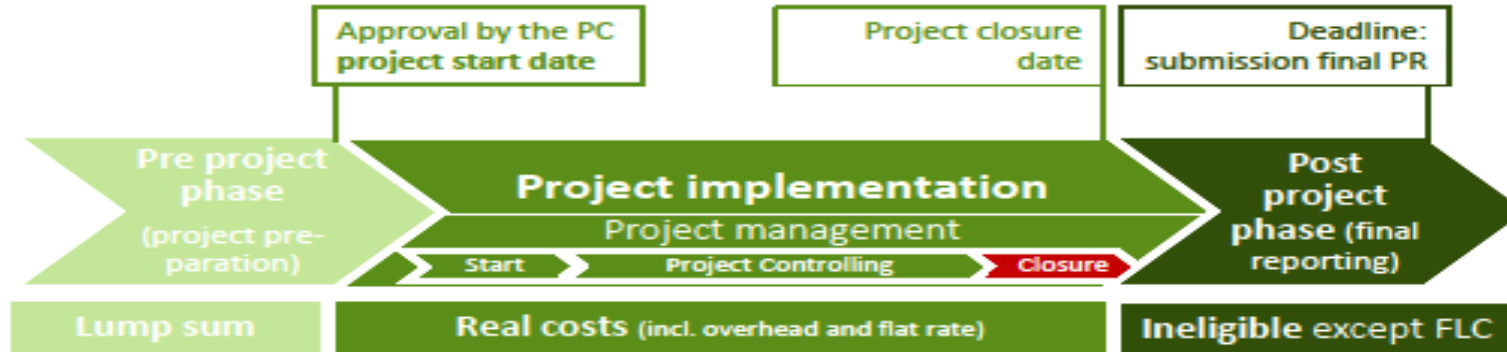 Approval by the PC
project start date
Project closure
date
Deadline:
submission final PR
Pre project
phase
(project pre-
paration)
Project implementation
Project management
Start
Project Controlling
Closure
Post
project
phase (final
reporting)
Lump sum
Real costs (incl. overhead and flat rate)
Ineligible except FLC